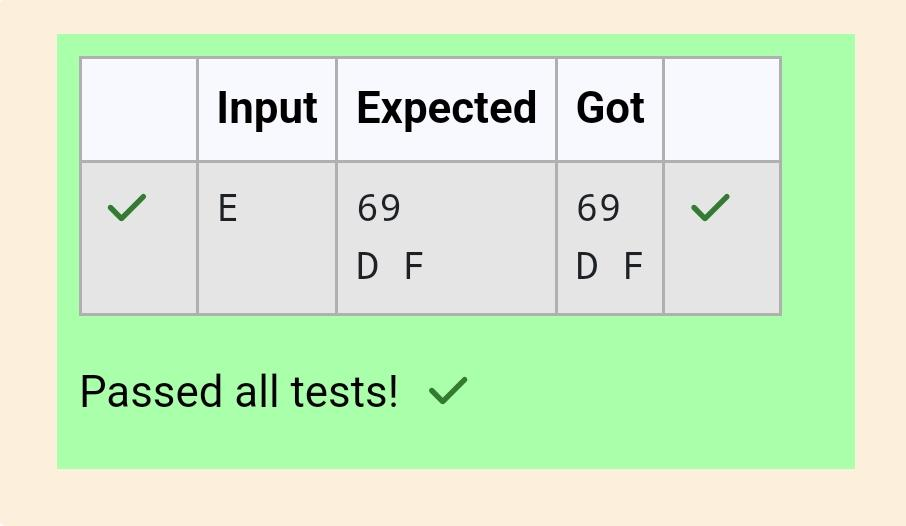 Input Expected Got
E 69 69
D F D F
Passed all tests!